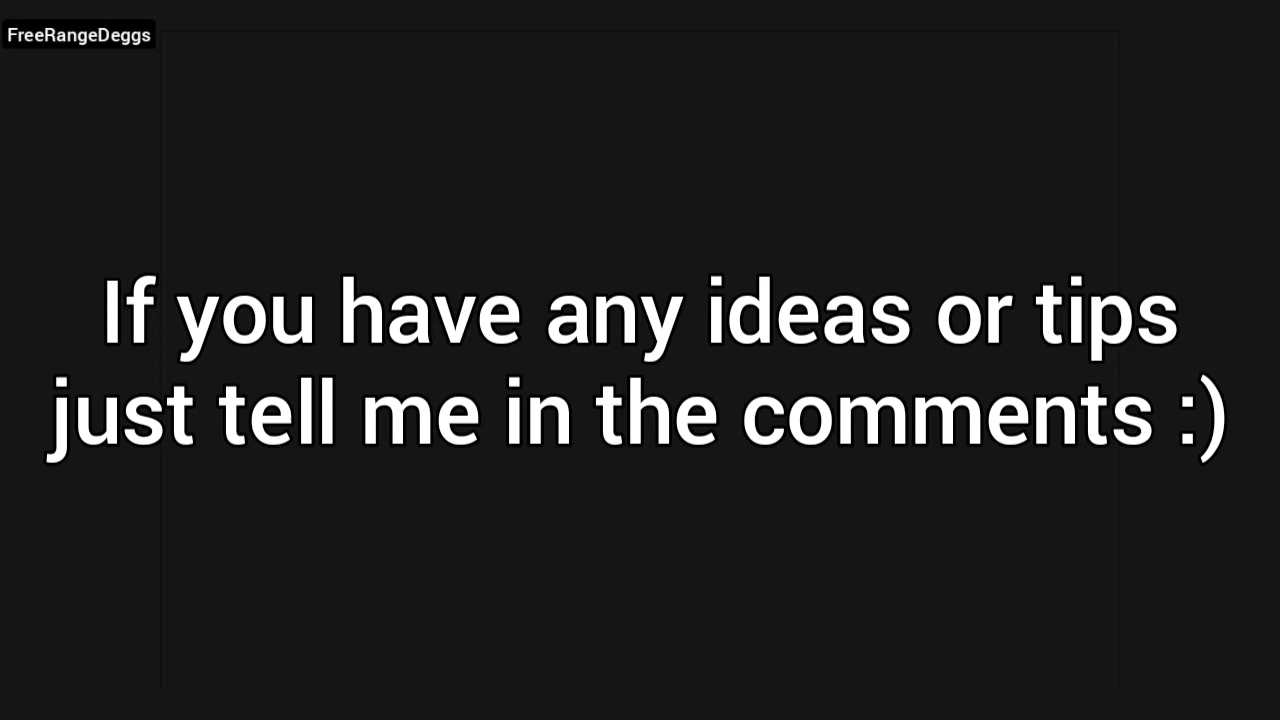 FreeRangeDeggs
If you have any ideas or tips
just tell me in the comments :)